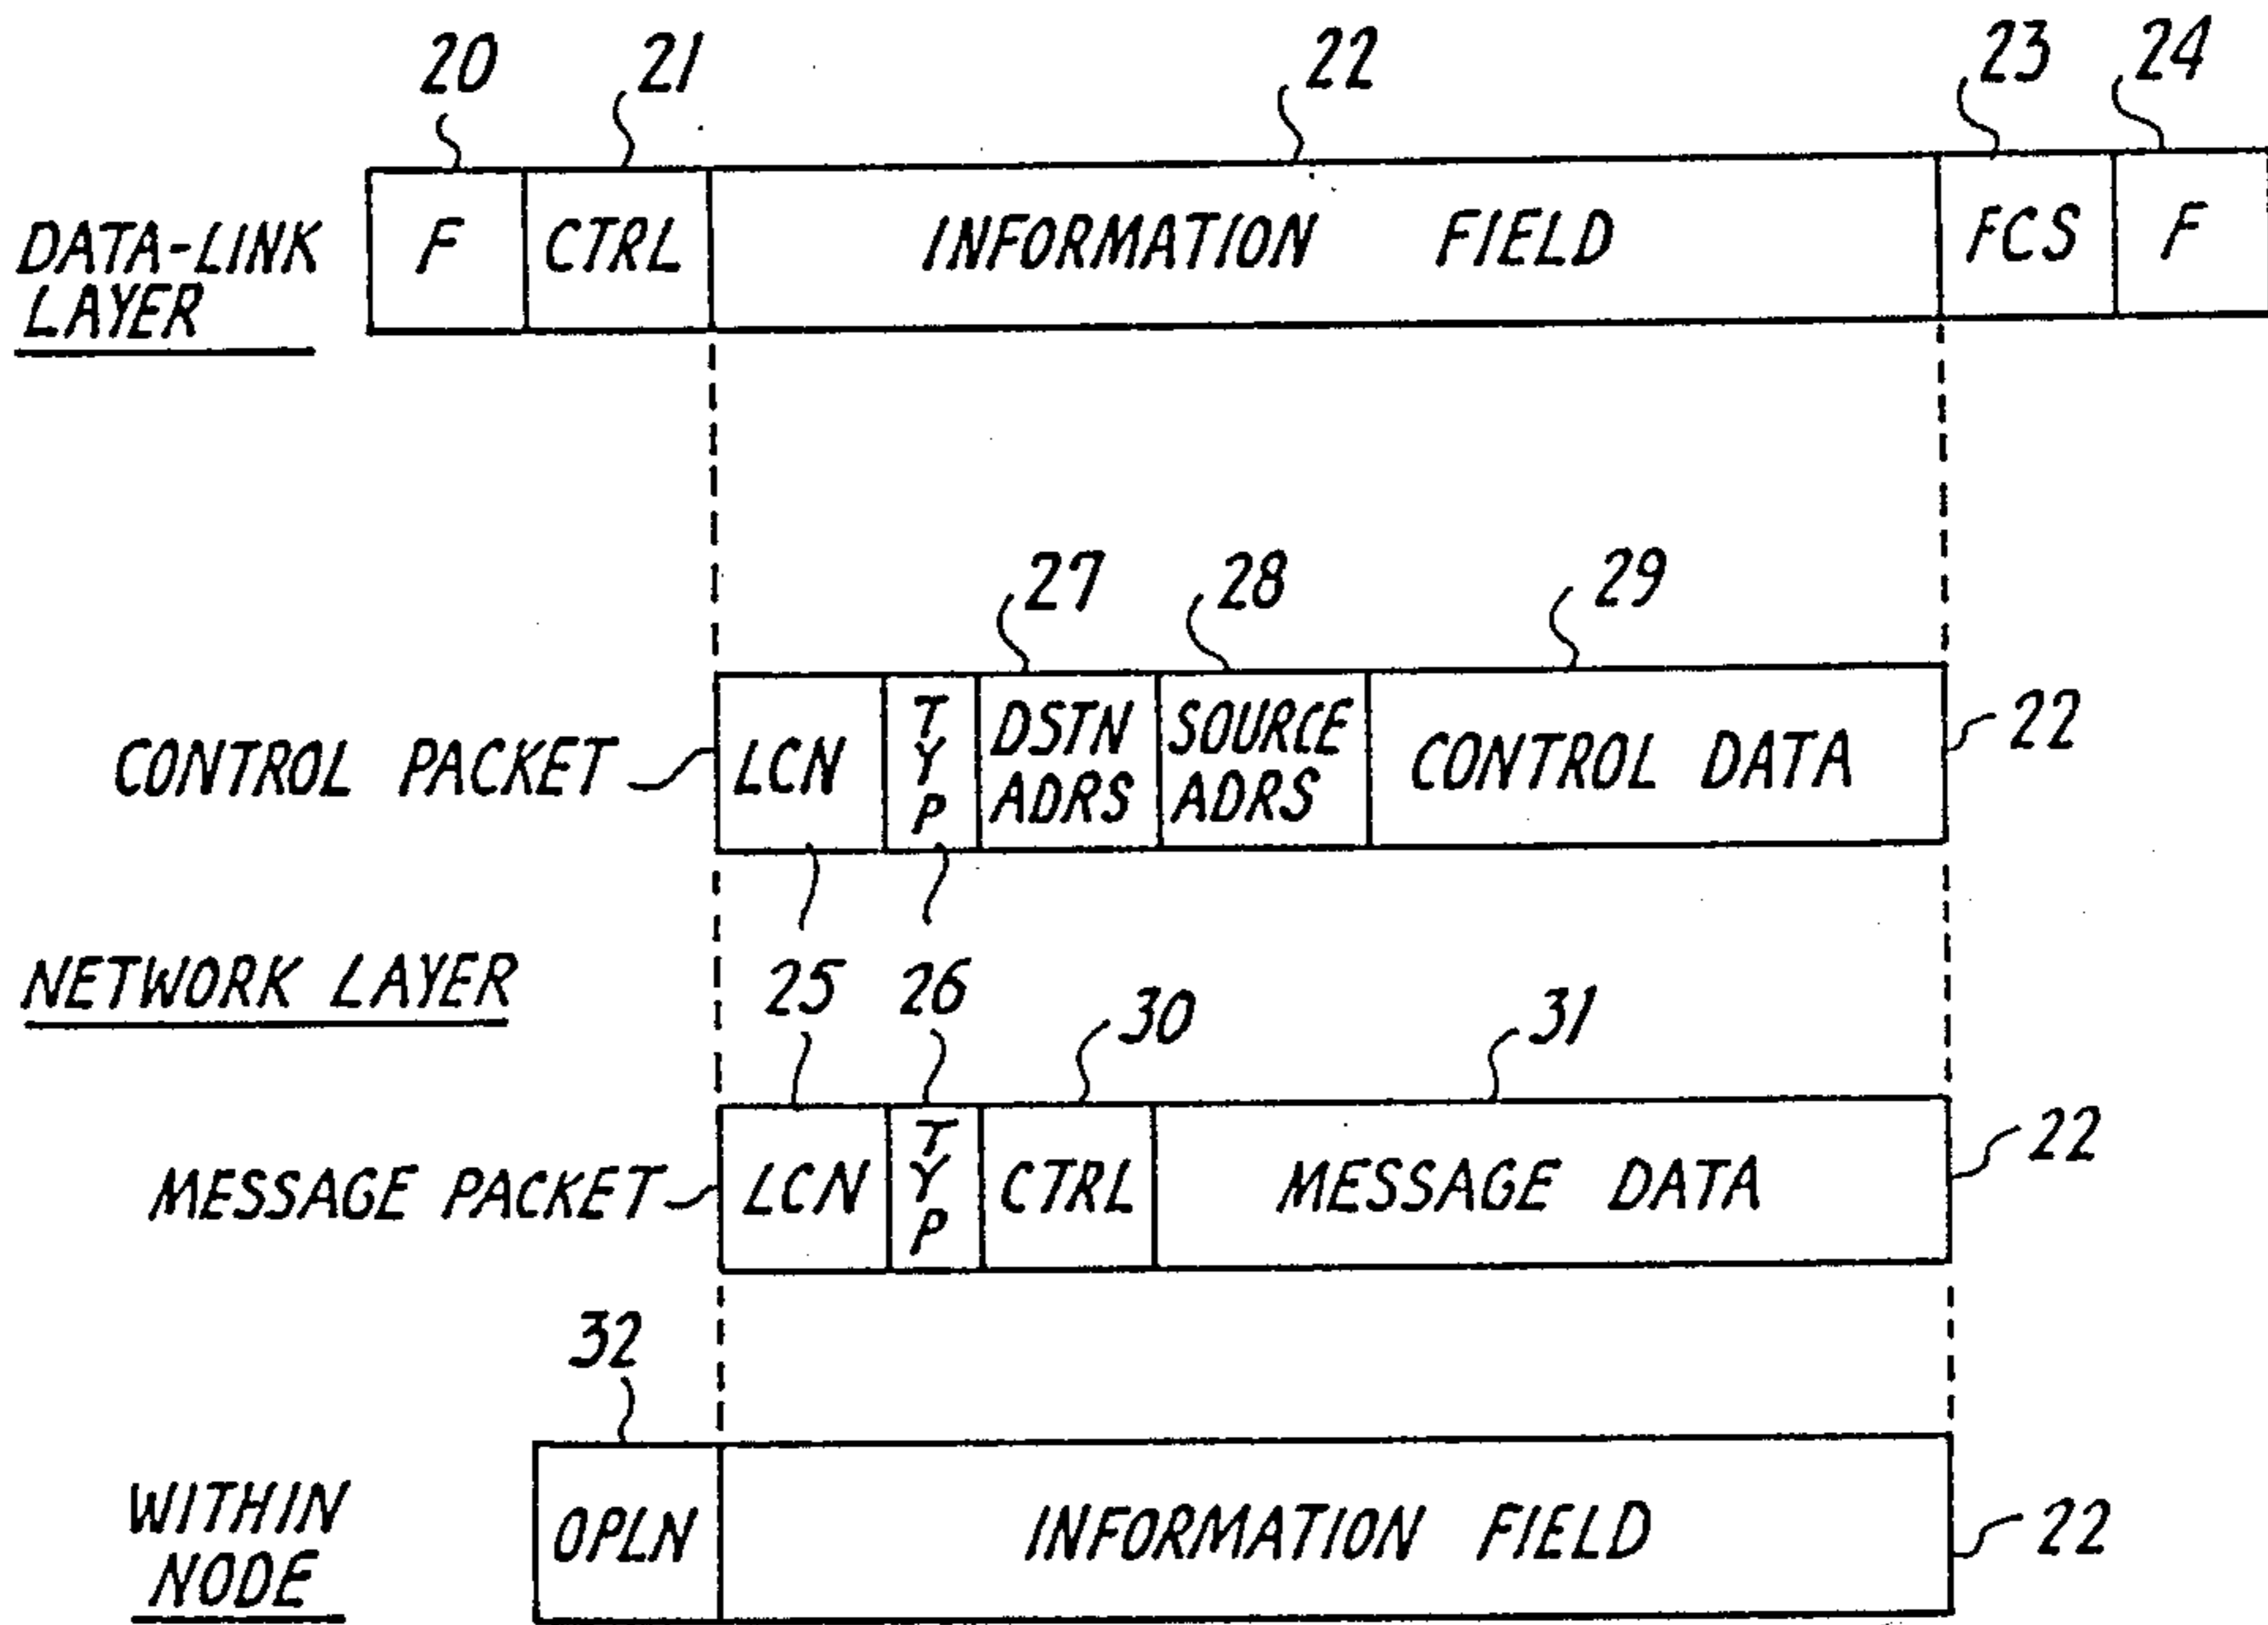 20 21 22 23 24
DATA-LINK
LAYER
F CTRL INFORMATION FIELD FCS F
27 28 29
CONTROL PACKET
LCN TYP DSTN ADRS SOURCE ADRS CONTROL DATA 22
NETWORK LAYER
25 26 30 31
MESSAGE PACKET
LCN TYP CTRL MESSAGE DATA 22
32
WITHIN
NODE
OPLN INFORMATION FIELD 22